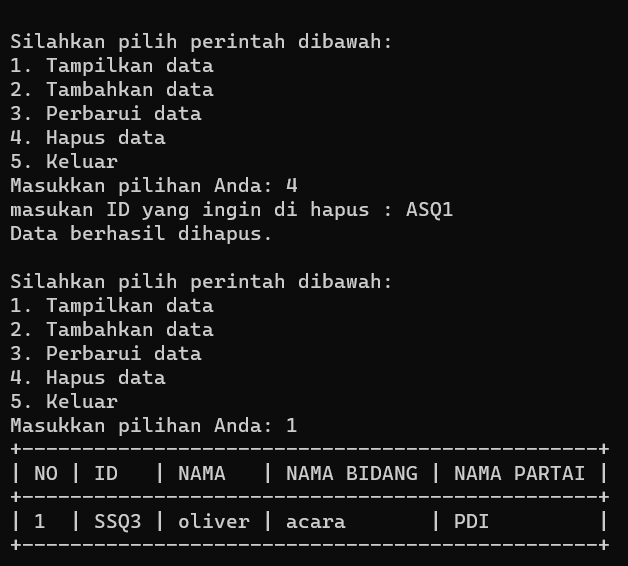 Silahkan pilih perintah dibawah:
1. Tampilkan data
2. Tambahkan data
3. Perbarui data
4. Hapus data
5. Keluar
Masukkan pilihan Anda: 4
masukan ID yang ingin di hapus : ASQ1
Data berhasil dihapus.
Silahkan pilih perintah dibawah:
1. Tampilkan data
2. Tambahkan data
3. Perbarui data
4. Hapus data
5. Keluar
Masukkan pilihan Anda: 1
+------------------------------------------------+
| NO | ID   | NAMA   | NAMA BIDANG | NAMA PARTAI |
+------------------------------------------------+
| 1  | SSQ3 | oliver | acara       | PDI         |
+------------------------------------------------+